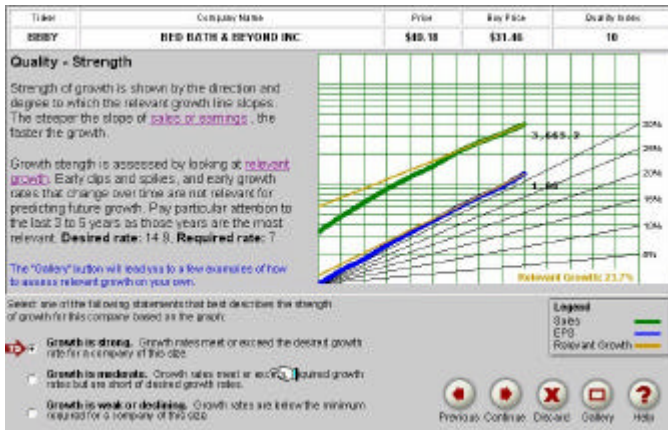 Ticker Company Name Price Buy Price Quality Index
BBBY BED BATH & BEYOND INC $40.18 $31.46 10
Quality - Strength
Strength of growth is shown by the direction and
degree to which the relevant growth line slopes.
The steeper the slope of sales or earnings , the
faster the growth.
Growth stength is assessed by looking at relevant
growth. Early dips and spikes, and early growth
rates that change over time are not relevant for
predicting future growth. Pay particular attention to
the last 3 to 5 years as those years are the most
relevant. Desired rate: 14.9, Required rate: 7
The "Gallery" button will lead you to a few examples of how
to assess relevant growth on your own.
3,665.2
30%
25%
20%
15%
10%
5%
Relevant Growth: 23.7%
Select one of the following statements that best describes the strength
of growth for this company based on the graph:
Growth is strong. Growth rates meet or exceed the desired growth
rate for a company of this size.
Growth is moderate. Growth rates meet or exceed required growth
rates but are short of desired growth rates.
Growth is weak or declining. Growth rates are below the minimum
required for a company of this size.
Legend
Sales
EPS
Relevant Growth
Previous Continue Discard Gallery Help